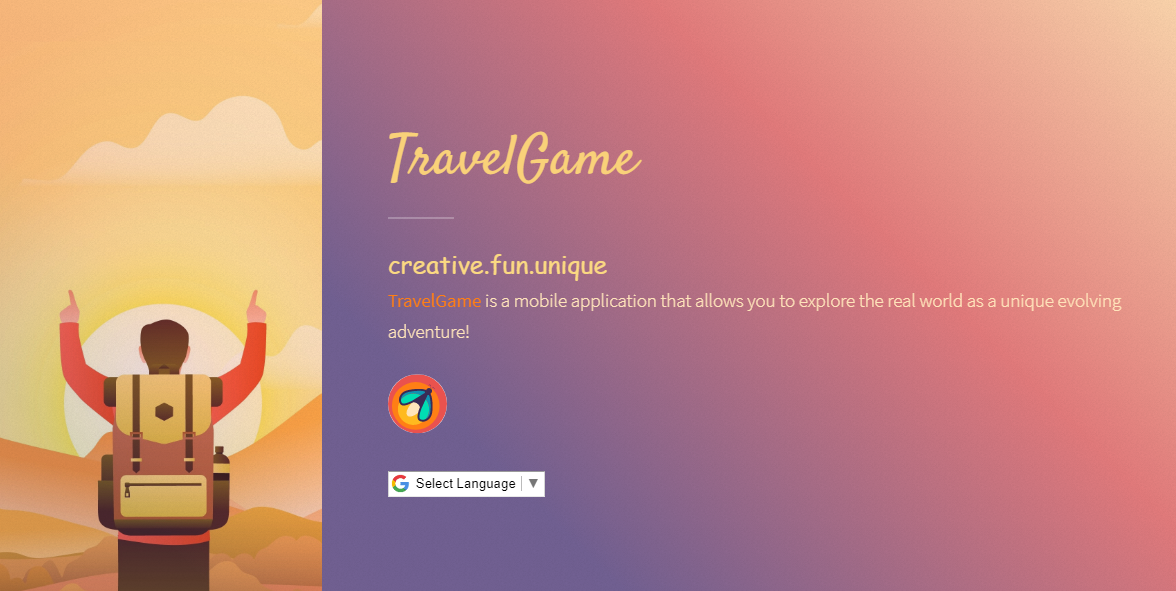 TravelGame
creative.fun.unique
TravelGame is a mobile application that allows you to explore the real world as a unique evolving
adventure!
Select Language ▼